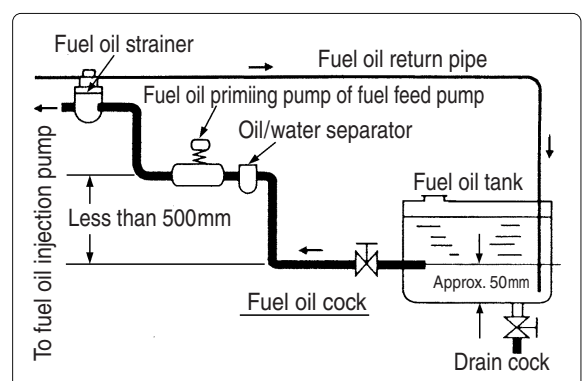 Fuel oil strainer
Fuel oil return pipe
Fuel oil primiing pump of fuel feed pump
Oil/water separator
Fuel oil tank
To fuel oil injection pump
Less than 500mm
Approx. 50mm
Fuel oil cock
Drain cock